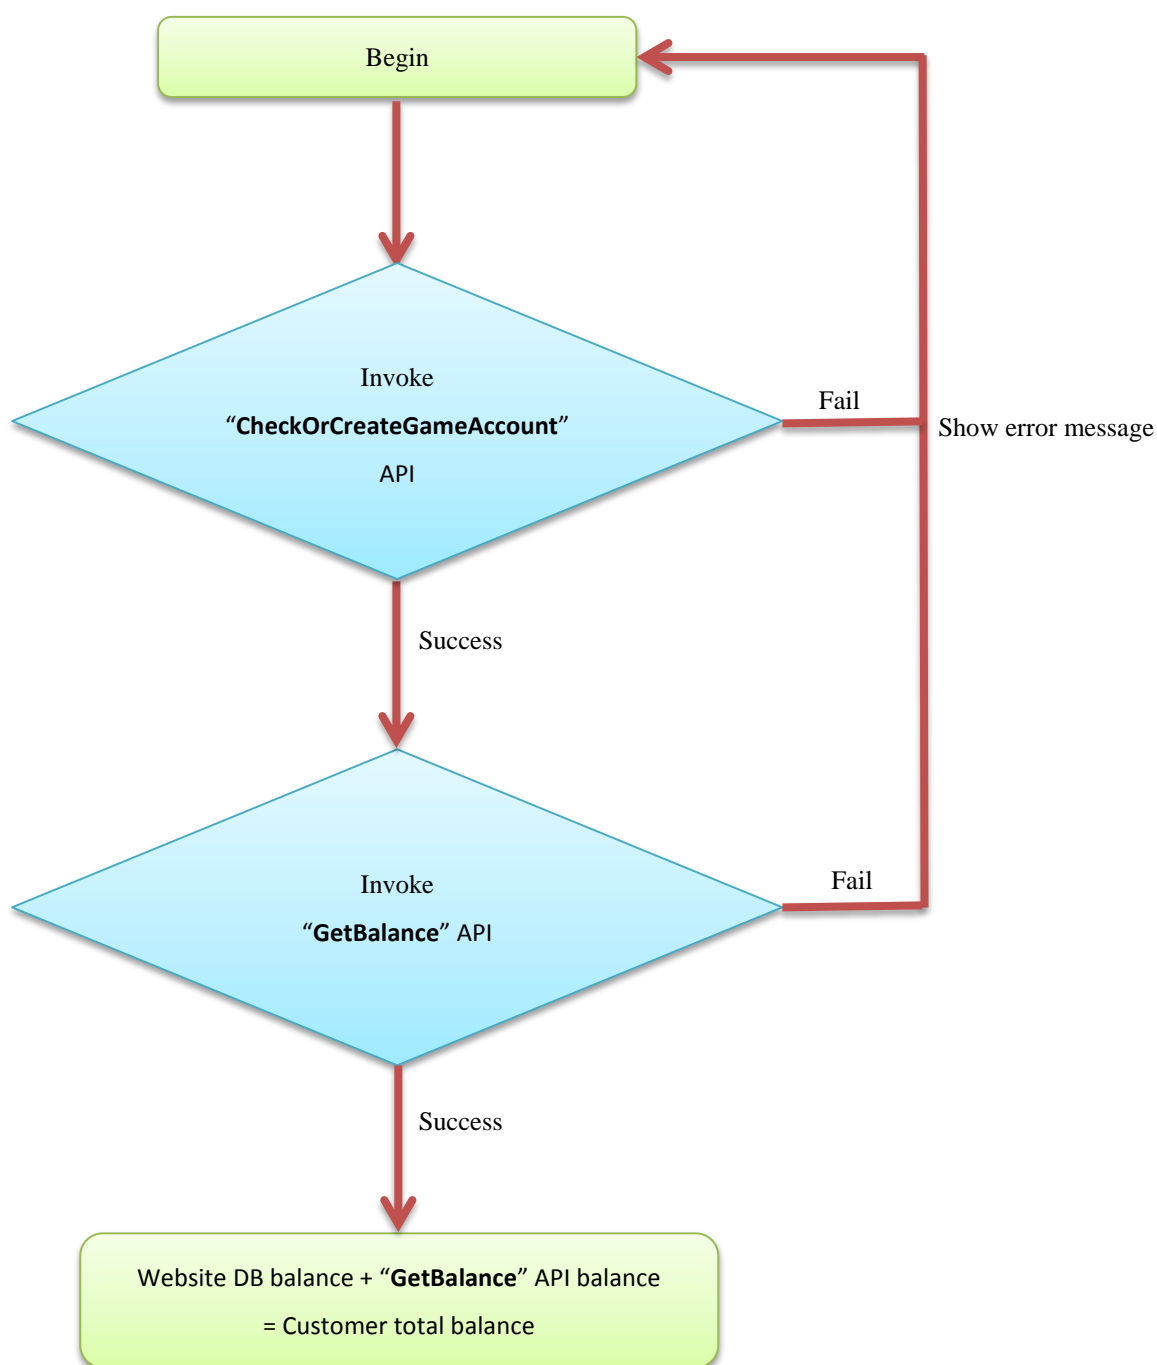 Begin
Invoke
“CheckOrCreateGameAccount”
API
Fail
Show error message
Success
Invoke
“GetBalance” API
Fail
Success
Website DB balance + “GetBalance” API balance
= Customer total balance